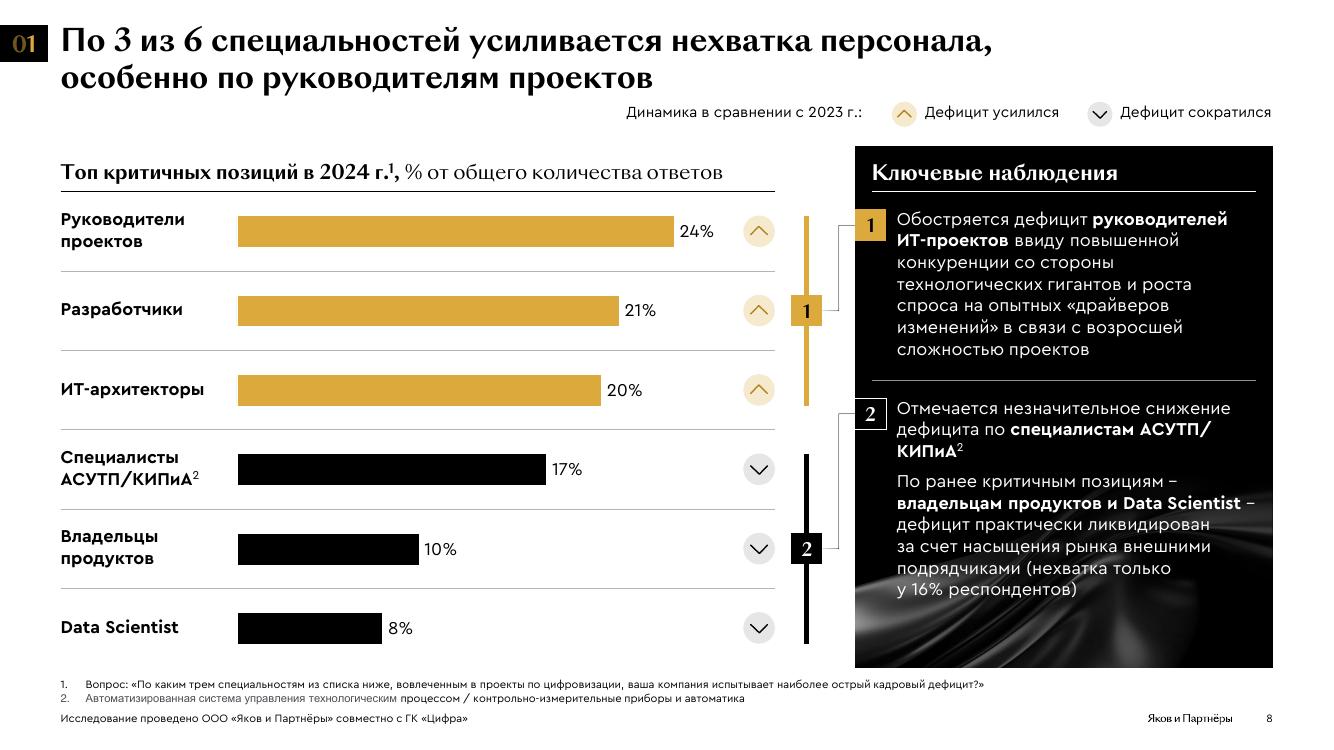 01
По 3 из 6 специальностей усиливается нехватка персонала,
особенно по руководителям проектов
Динамика в сравнении с 2023 г.: Дефицит усилился Дефицит сократился
Топ критичных позиций в 2024 г.¹, % от общего количества ответов
Руководители
проектов
24%
Разработчики
21%
ИТ-архитекторы
20%
Специалисты
АСУТП/КИПиА²
17%
Владельцы
продуктов
10%
Data Scientist
8%
1
2
Ключевые наблюдения
1
Обостряется дефицит руководителей
ИТ-проектов ввиду повышенной
конкуренции со стороны
технологических гигантов и роста
спроса на опытных «драйверов
изменений» в связи с возросшей
сложностью проектов
2
Отмечается незначительное снижение
дефицита по специалистам АСУТП/
КИПиА²
По ранее критичным позициям –
владельцам продуктов и Data Scientist –
дефицит практически ликвидирован
за счет насыщения рынка внешними
подрядчиками (нехватка только
у 16% респондентов)
1. Вопрос: «По каким трем специальностям из списка ниже, вовлеченным в проекты по цифровизации, ваша компания испытывает наиболее острый кадровый дефицит?»
2. Автоматизированная система управления технологическим процессом / контрольно-измерительные приборы и автоматика
Исследование проведено ООО «Яков и Партнёры» совместно с ГК «Цифра»
Яков и Партнёры 8